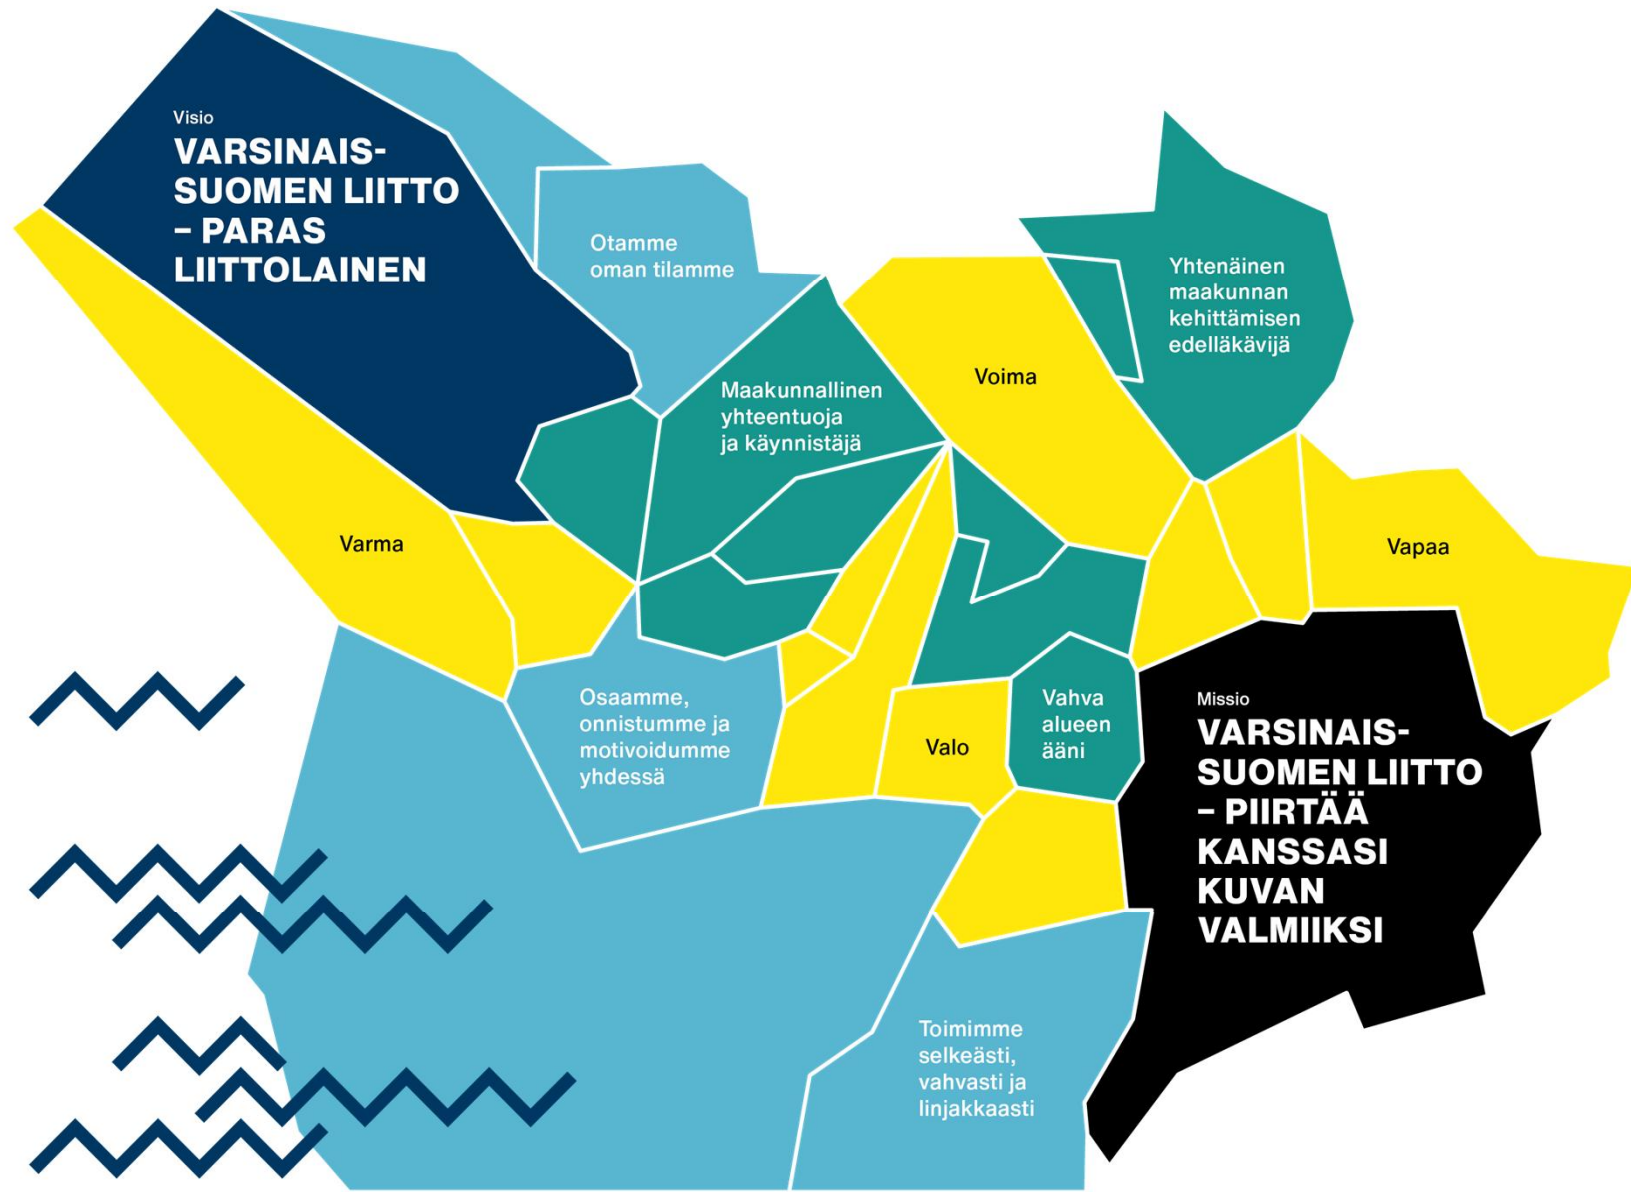 Visio
VARSINAIS-
SUOMEN LIITTO
– PARAS
LIITTOLAINEN
Otamme
oman tilamme
Yhtenäinen
maakunnan
kehittämisen
edelläkävijä
Maakunnallinen
yhteentuoja
ja käynnistäjä
Voima
Varma
Vapaa
Osaamme,
onnistumme ja
motivoidumme
yhdessä
Valo
Vahva
alueen
ääni
Missio
VARSINAIS-
SUOMEN LIITTO
– PIIRTÄÄ
KANSSASI
KUVAN
VALMIIKSI
Toimimme
selkeästi,
vahvasti ja
linjakkaasti